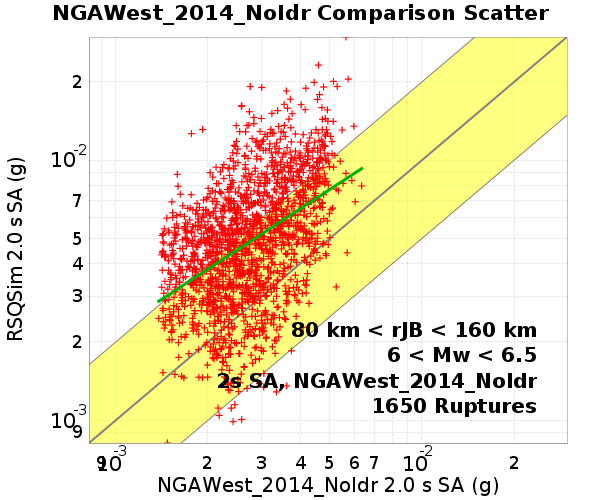 NGAWest_2014_NoIdr Comparison Scatter
RSQSim 2.0 s SA (g)
2
10-2
7
5
4
3
2
10-3
9
80 km < rJB < 160 km
6 < Mw < 6.5
2s SA, NGAWest_2014_NoIdr
1650 Ruptures
9 10-3 2 3 4 5 6 7 10-2 2
NGAWest_2014_NoIdr 2.0 s SA (g)